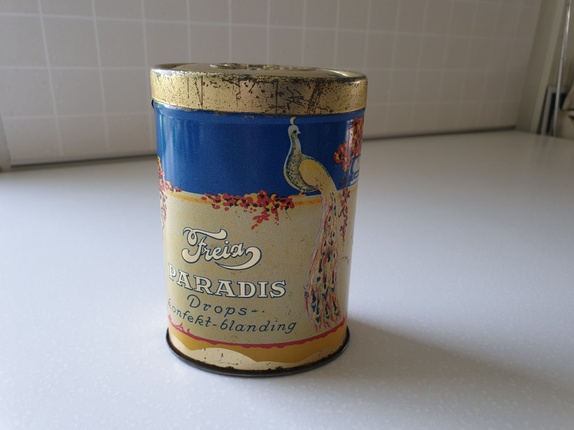 Freia
PARADIS
Drops-
konfekt-blanding